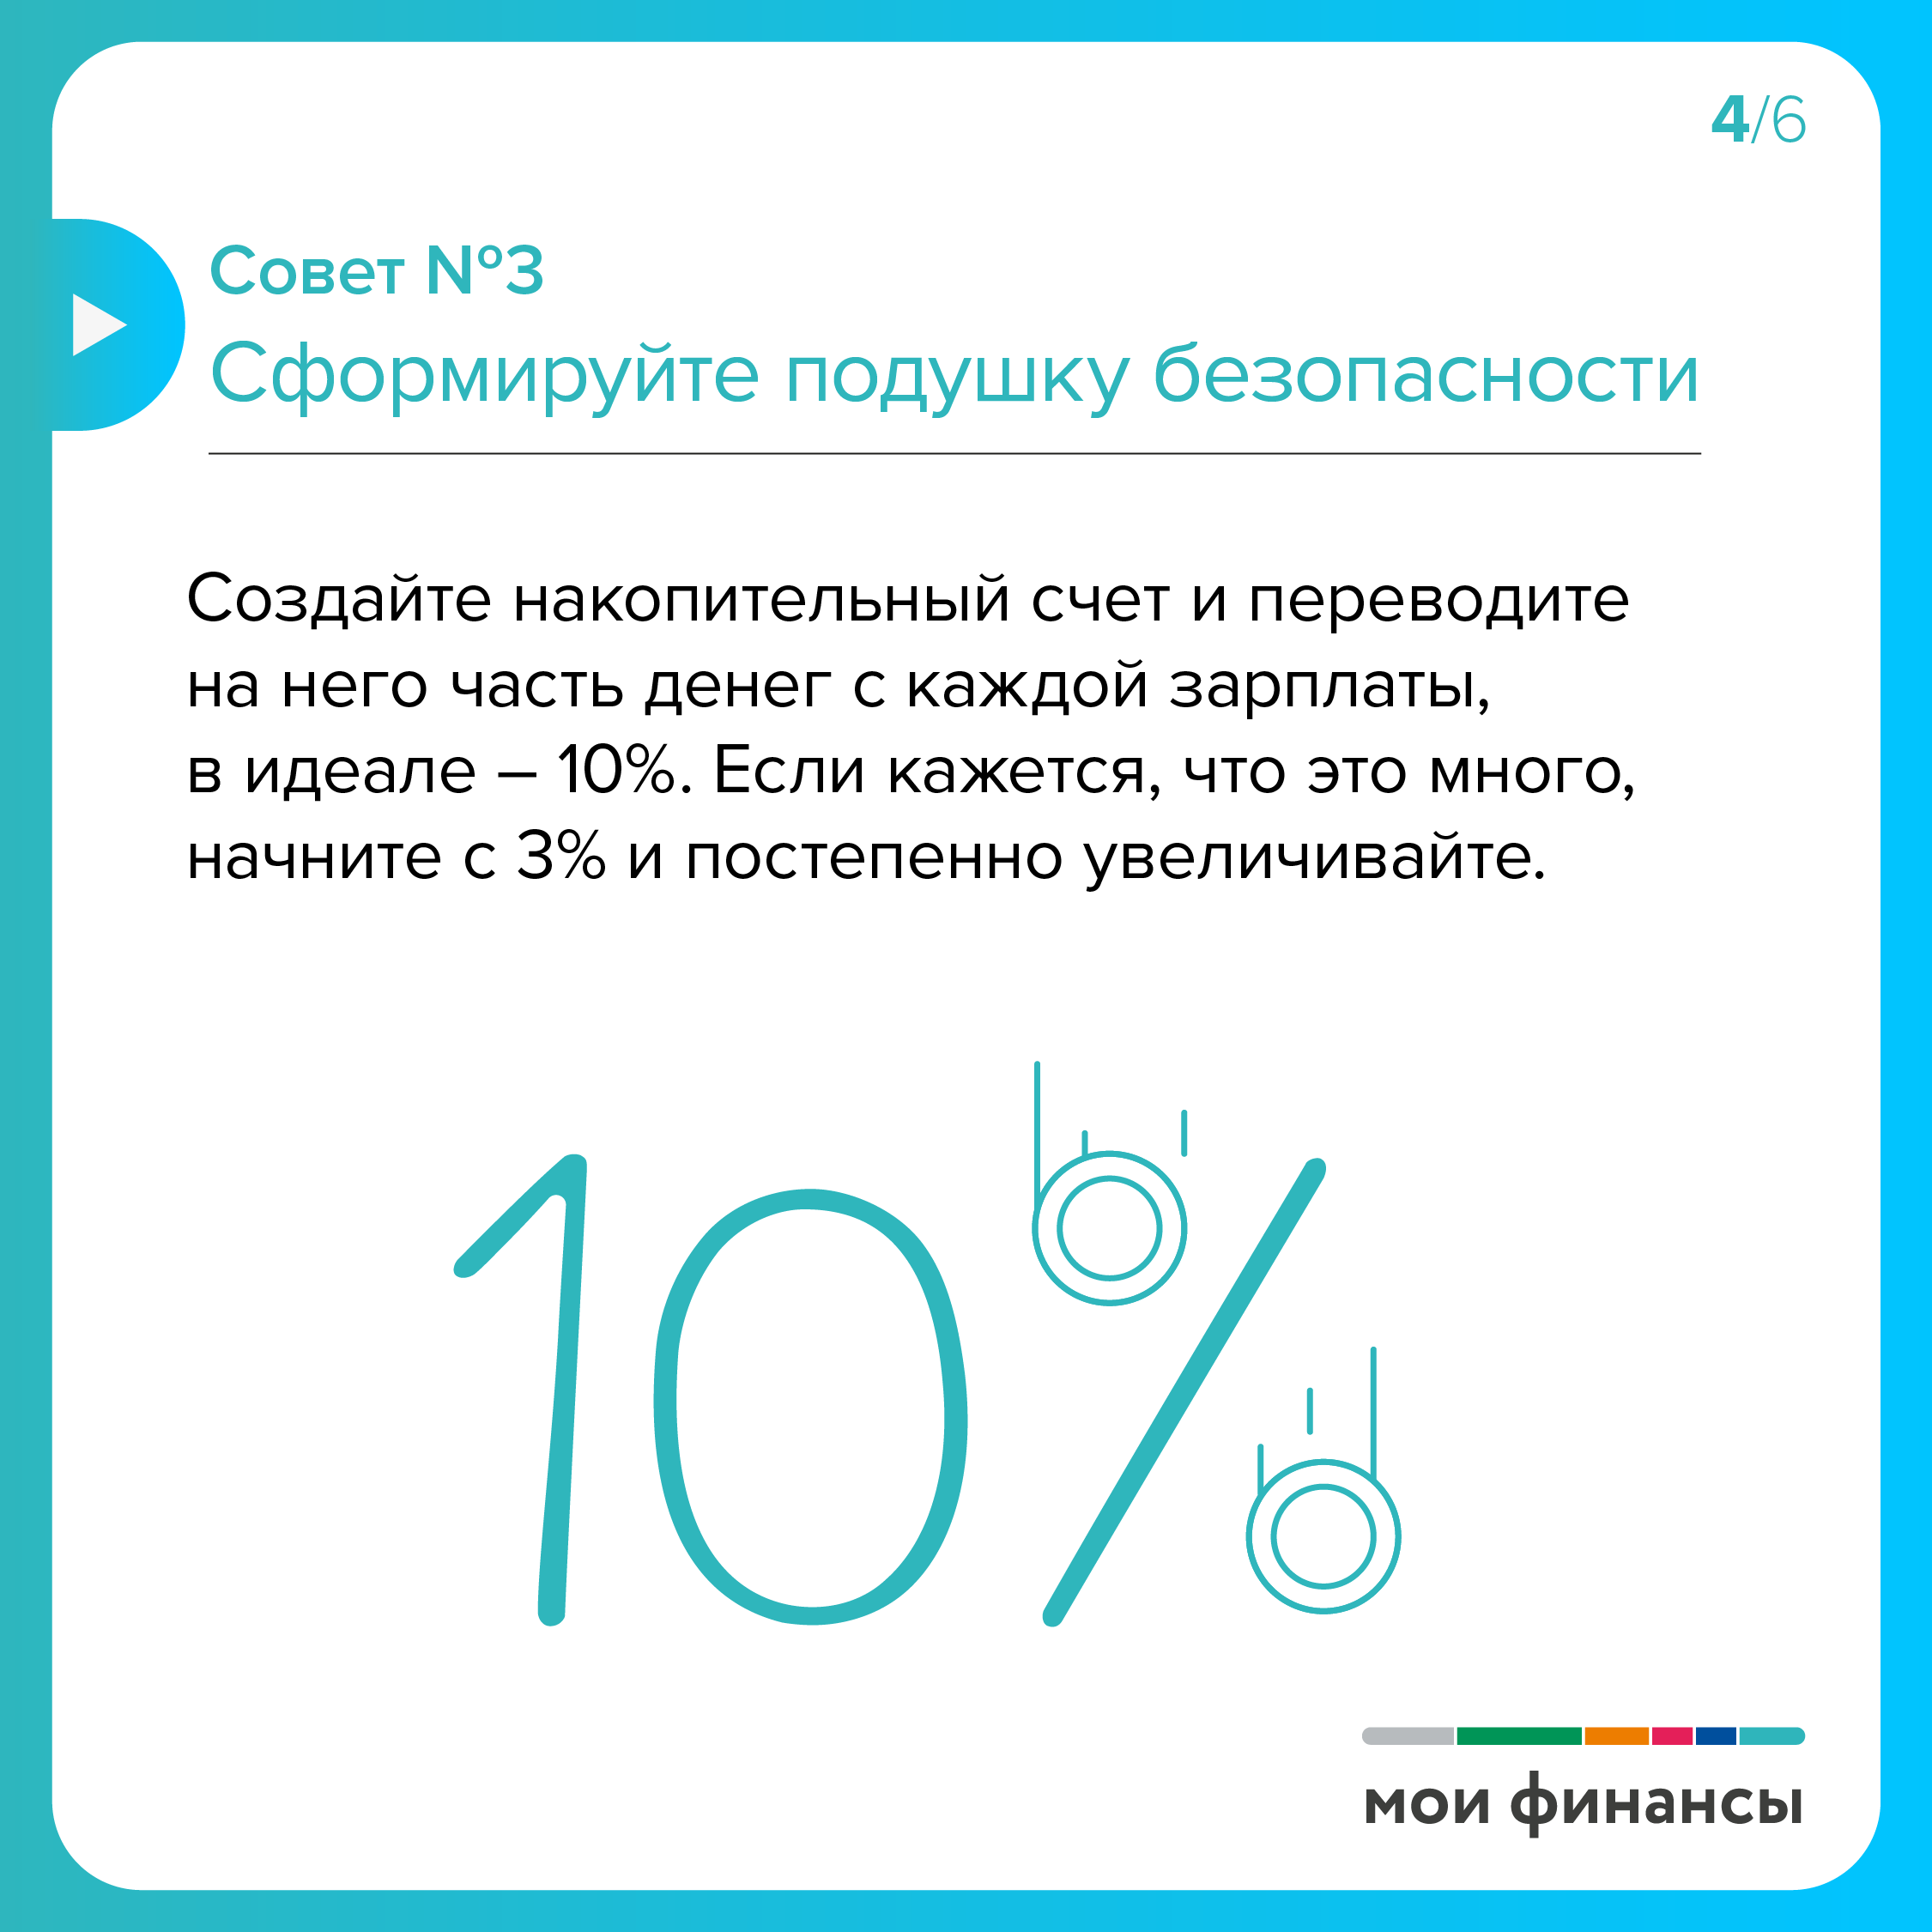 4/6
Совет №3
Сформируйте подушку безопасности
Создайте накопительный счет и переводите
на него часть денег с каждой зарплаты,
в идеале – 10%. Если кажется, что это много,
начните с 3% и постепенно увеличивайте.
10%
мои финансы